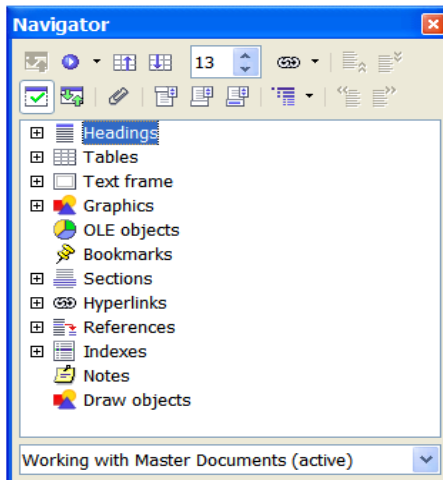 Navigator
13
Headings
Tables
Text frame
Graphics
OLE objects
Bookmarks
Sections
Hyperlinks
References
Indexes
Notes
Draw objects
Working with Master Documents (active)